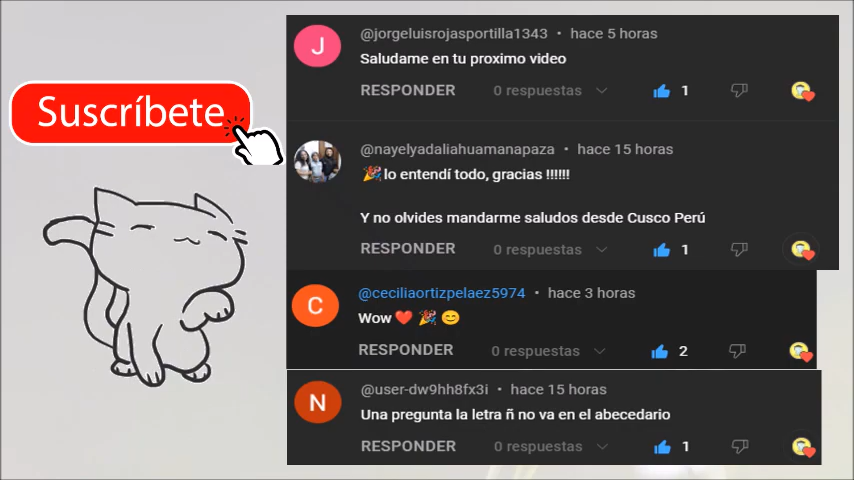 Suscríbete
@jorgeluisrojasportilla1343 • hace 5 horas
Saludame en tu proximo video
RESPONDER 0 respuestas 1
@nayelyadaliahuamanapaza • hace 15 horas
🎉lo entendí todo, gracias !!!!!!
Y no olvides mandarme saludos desde Cusco Perú
RESPONDER 0 respuestas 1
C
@ceciliaortizpelaez5974 • hace 3 horas
Wow ❤️ 🎉 😊
RESPONDER 0 respuestas 2
N
@user-dw9hh8fx3i • hace 15 horas
Una pregunta la letra ñ no va en el abecedario
RESPONDER 0 respuestas 1
J